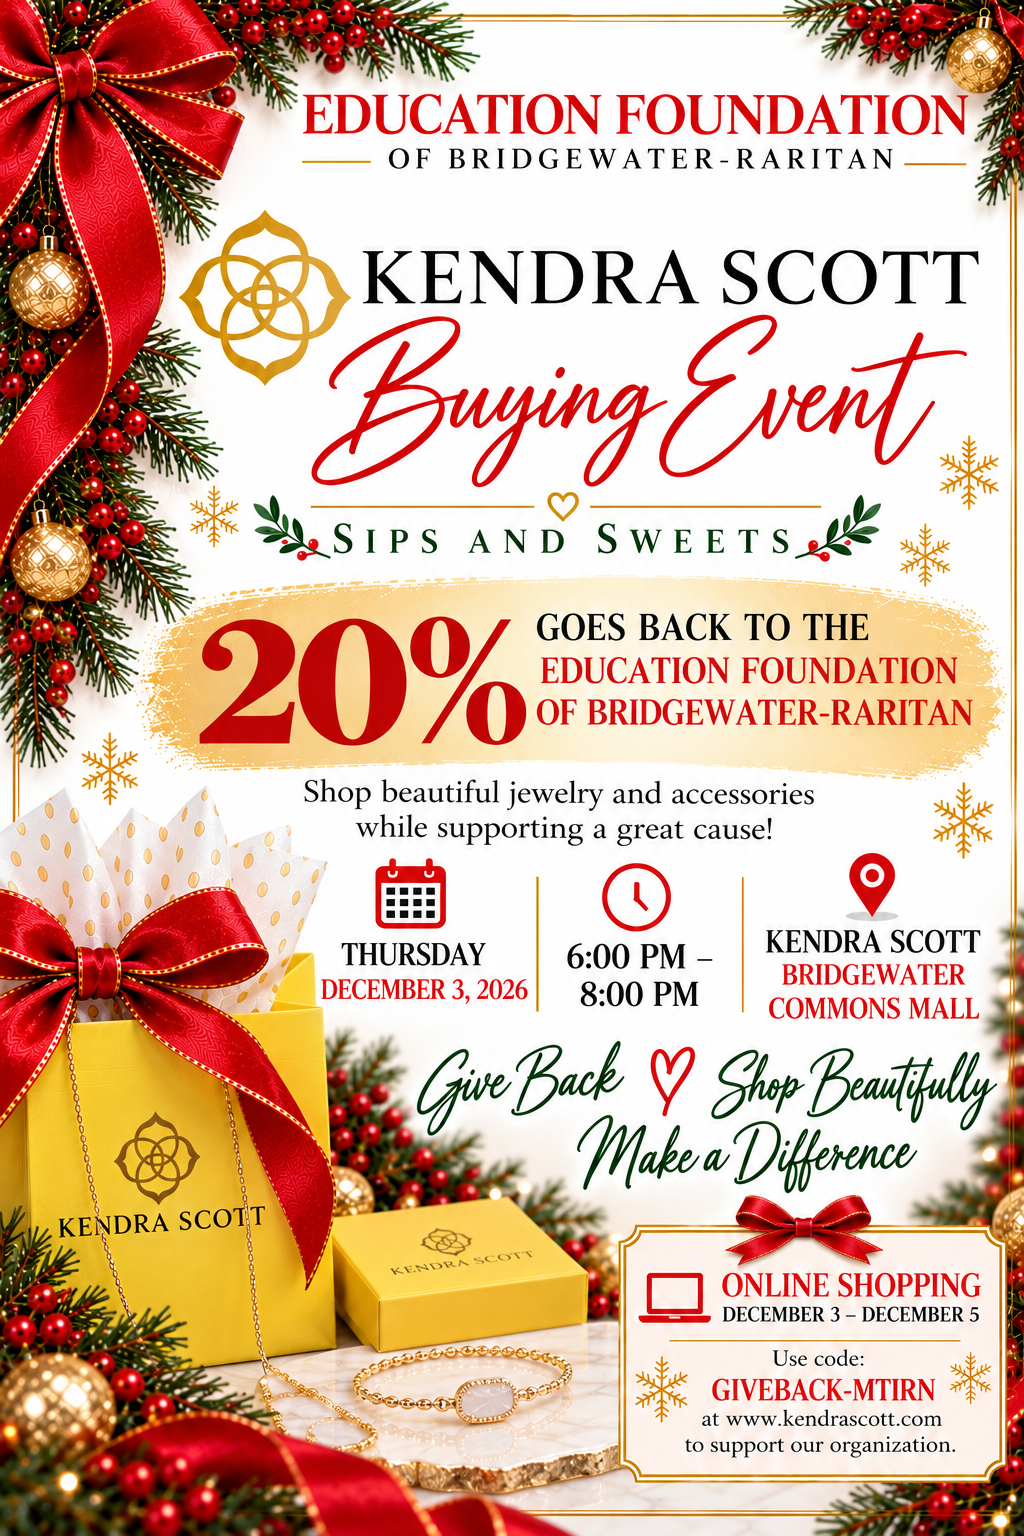 EDUCATION FOUNDATION
OF BRIDGEWATER-RARITAN
KENDRA SCOTT
Buying Event
SIPS AND SWEETS
20%
GOES BACK TO THE
EDUCATION FOUNDATION
OF BRIDGEWATER-RARITAN
Shop beautiful jewelry and accessories
while supporting a great cause!
THURSDAY
DECEMBER 3, 2026
6:00 PM –
8:00 PM
KENDRA SCOTT
BRIDGEWATER
COMMONS MALL
Give Back Shop Beautifully
Make a Difference
KENDRA SCOTT
KENDRA SCOTT
ONLINE SHOPPING
DECEMBER 3 – DECEMBER 5
Use code:
GIVEBACK-MTIRN
at www.kendrascott.com
to support our organization.